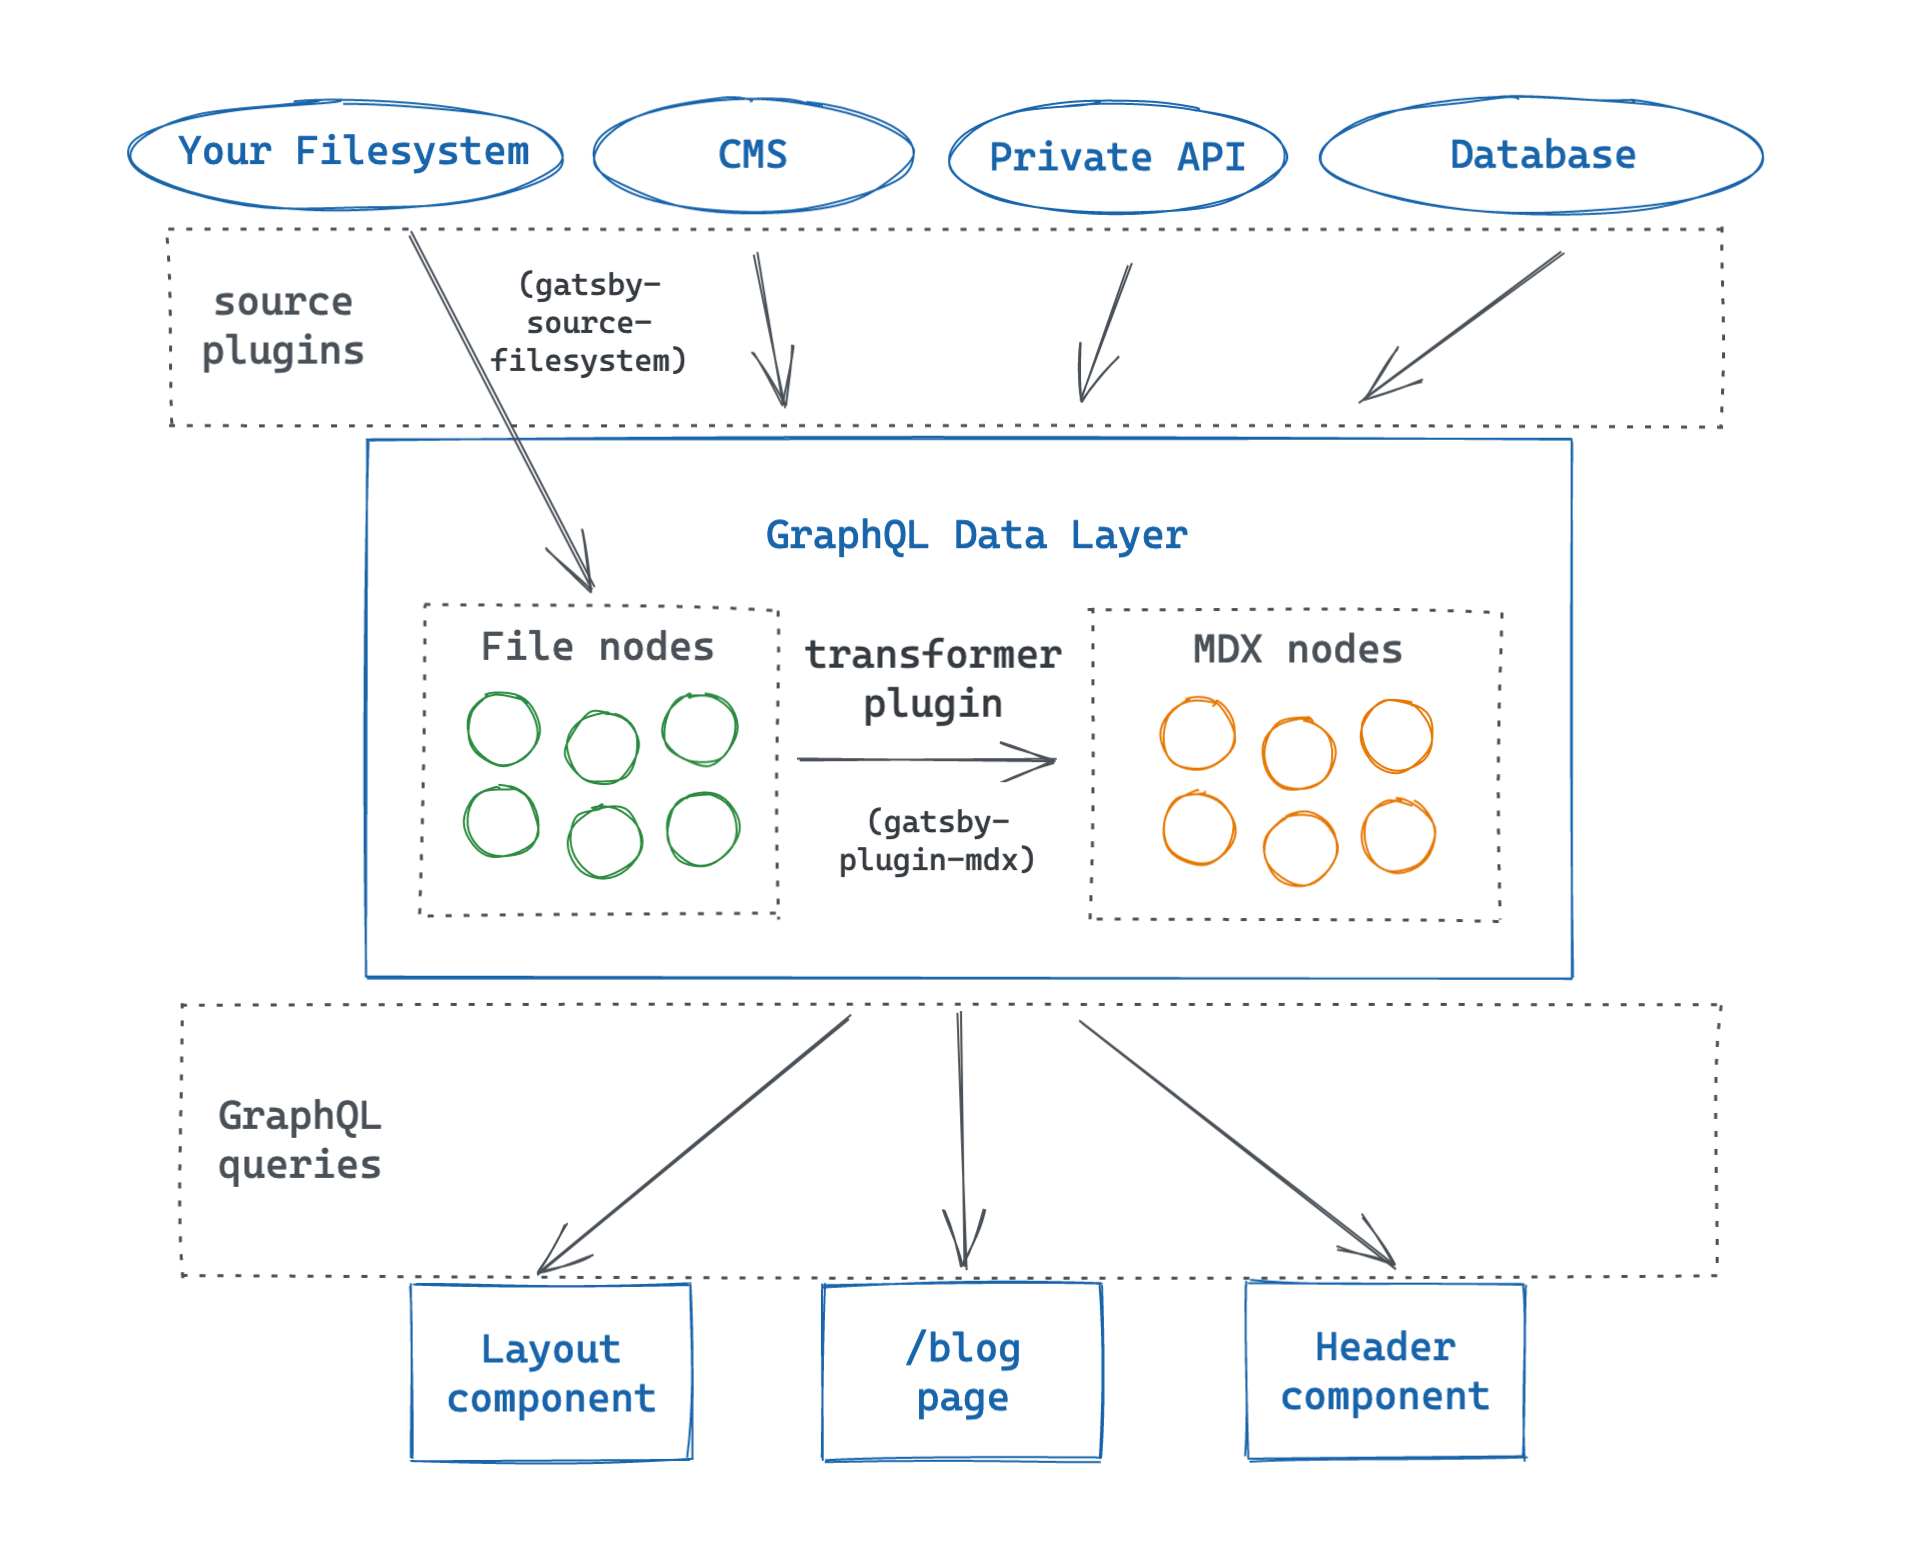 Your Filesystem
CMS
Private API
Database
source
plugins
(gatsby-
source-
filesystem)
GraphQL Data Layer
File nodes
transformer
plugin
(gatsby-
plugin-mdx)
MDX nodes
GraphQL
queries
Layout
component
/blog
page
Header
component